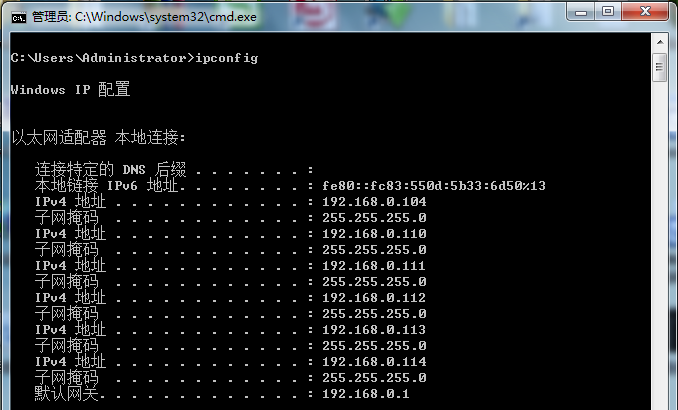 管理员: C:\Windows\system32\cmd.exe
C:\Users\Administrator>ipconfig
Windows IP 配置
以太网适配器 本地连接:
连接特定的 DNS 后缀 . . . . . . . :
本地链接 IPv6 地址. . . . . . . . : fe80::fc83:550d:5b33:6d50%13
IPv4 地址 . . . . . . . . . . . . : 192.168.0.104
子网掩码 . . . . . . . . . . . . : 255.255.255.0
IPv4 地址 . . . . . . . . . . . . : 192.168.0.110
子网掩码 . . . . . . . . . . . . : 255.255.255.0
IPv4 地址 . . . . . . . . . . . . : 192.168.0.111
子网掩码 . . . . . . . . . . . . : 255.255.255.0
IPv4 地址 . . . . . . . . . . . . : 192.168.0.112
子网掩码 . . . . . . . . . . . . : 255.255.255.0
IPv4 地址 . . . . . . . . . . . . : 192.168.0.113
子网掩码 . . . . . . . . . . . . : 255.255.255.0
IPv4 地址 . . . . . . . . . . . . : 192.168.0.114
子网掩码 . . . . . . . . . . . . : 255.255.255.0
默认网关. . . . . . . . . . . . . : 192.168.0.1